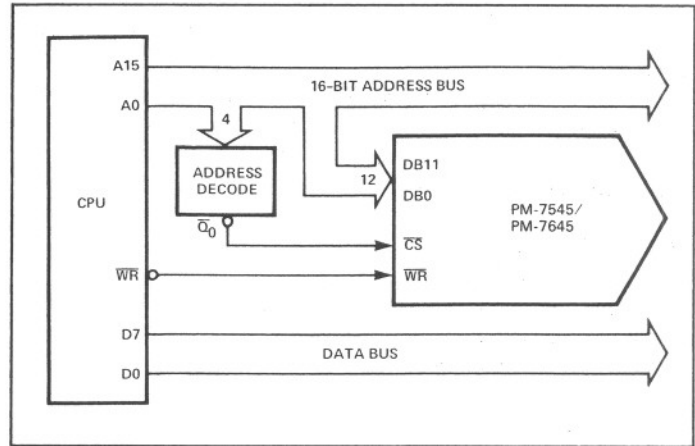 A15
16-BIT ADDRESS BUS
A0
4
ADDRESS
DECODE
12
DB11
DB0
PM-7545/
PM-7645
CPU
Q̅0
C̅S̅
W̅R̅
W̅R̅
D7
DATA BUS
D0